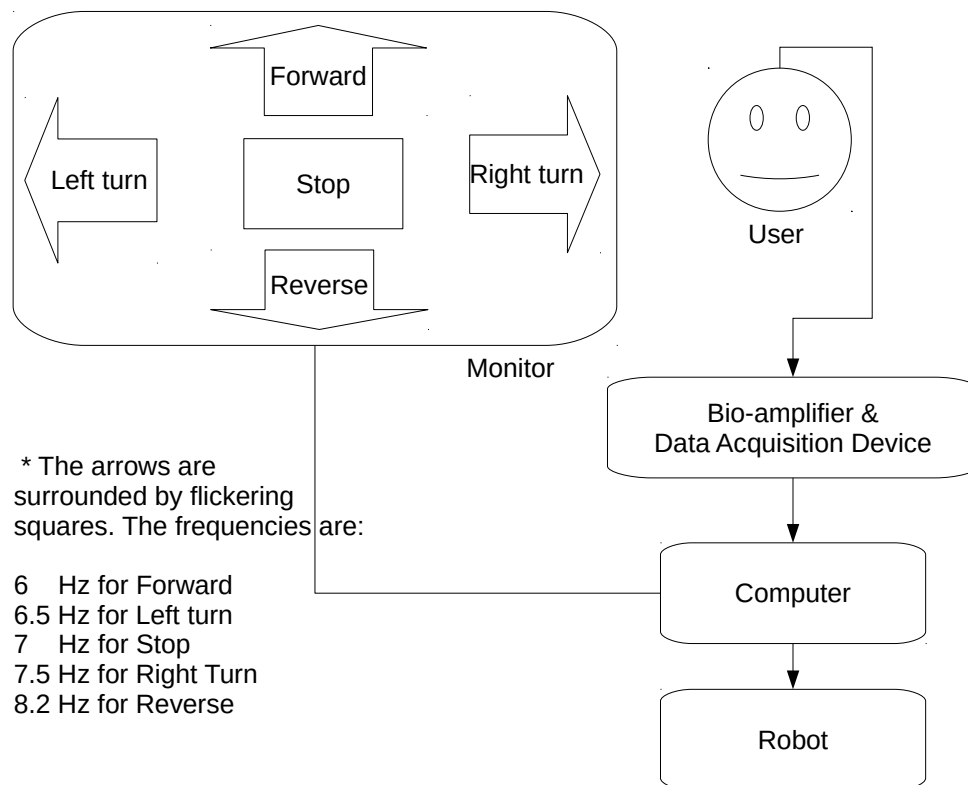 Forward
Left turn
Stop
Right turn
Reverse
Monitor
User
Bio-amplifier &
Data Acquisition Device
* The arrows are
surrounded by flickering
squares. The frequencies are:
6 Hz for Forward
6.5 Hz for Left turn
7 Hz for Stop
7.5 Hz for Right Turn
8.2 Hz for Reverse
Computer
Robot